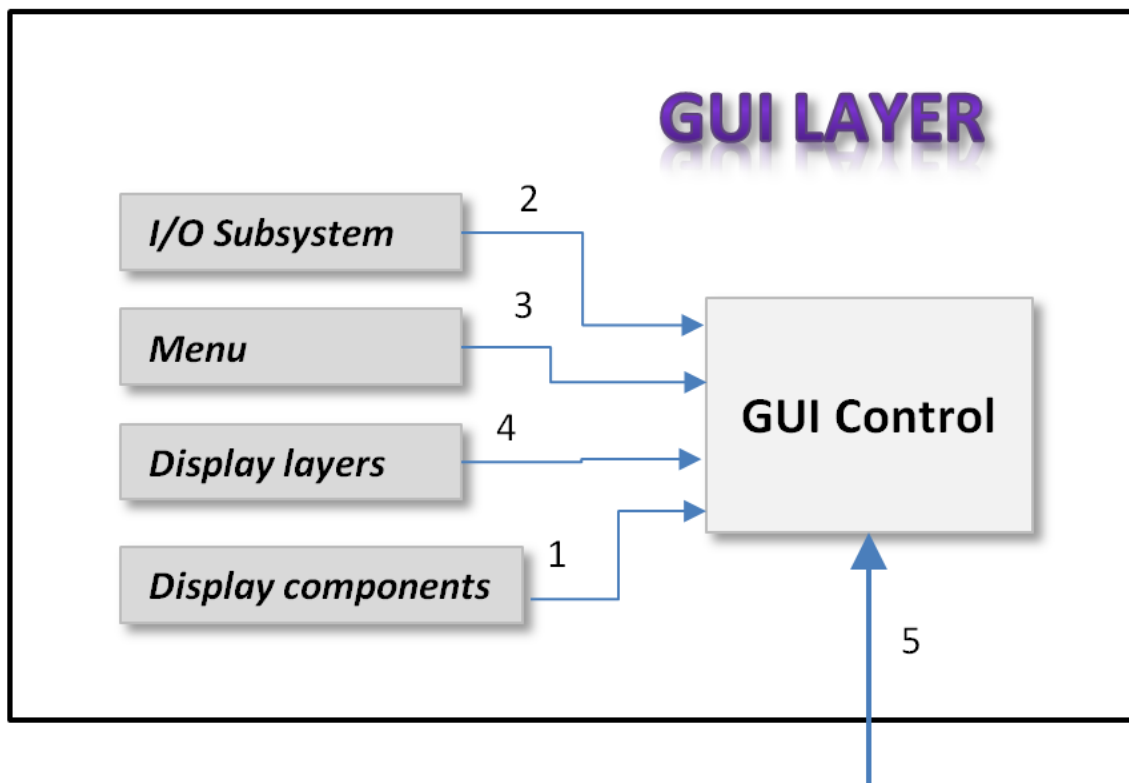 GUI LAYER
2
I/O Subsystem
3
Menu
GUI Control
4
Display layers
1
Display components
5